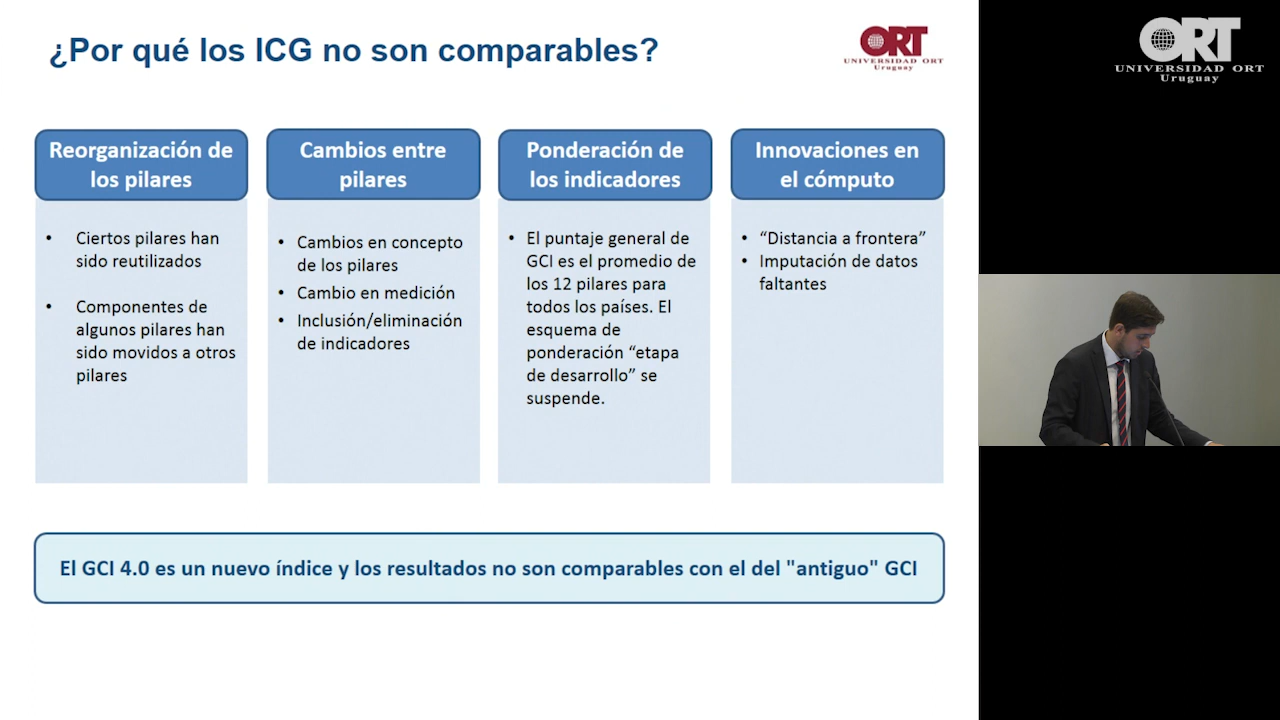 ¿Por qué los ICG no son comparables?
ORT
UNIVERSIDAD ORT
Uruguay
ORT
UNIVERSIDAD ORT
Uruguay
Reorganización de
los pilares
• Ciertos pilares han
sido reutilizados
• Componentes de
algunos pilares han
sido movidos a otros
pilares
Cambios entre
pilares
• Cambios en concepto
de los pilares
• Cambio en medición
• Inclusión/eliminación
de indicadores
Ponderación de
los indicadores
• El puntaje general de
GCI es el promedio de
los 12 pilares para
todos los países. El
esquema de
ponderación “etapa
de desarrollo” se
suspende.
Innovaciones en
el cómputo
• “Distancia a frontera”
• Imputación de datos
faltantes
El GCI 4.0 es un nuevo índice y los resultados no son comparables con el del "antiguo" GCI